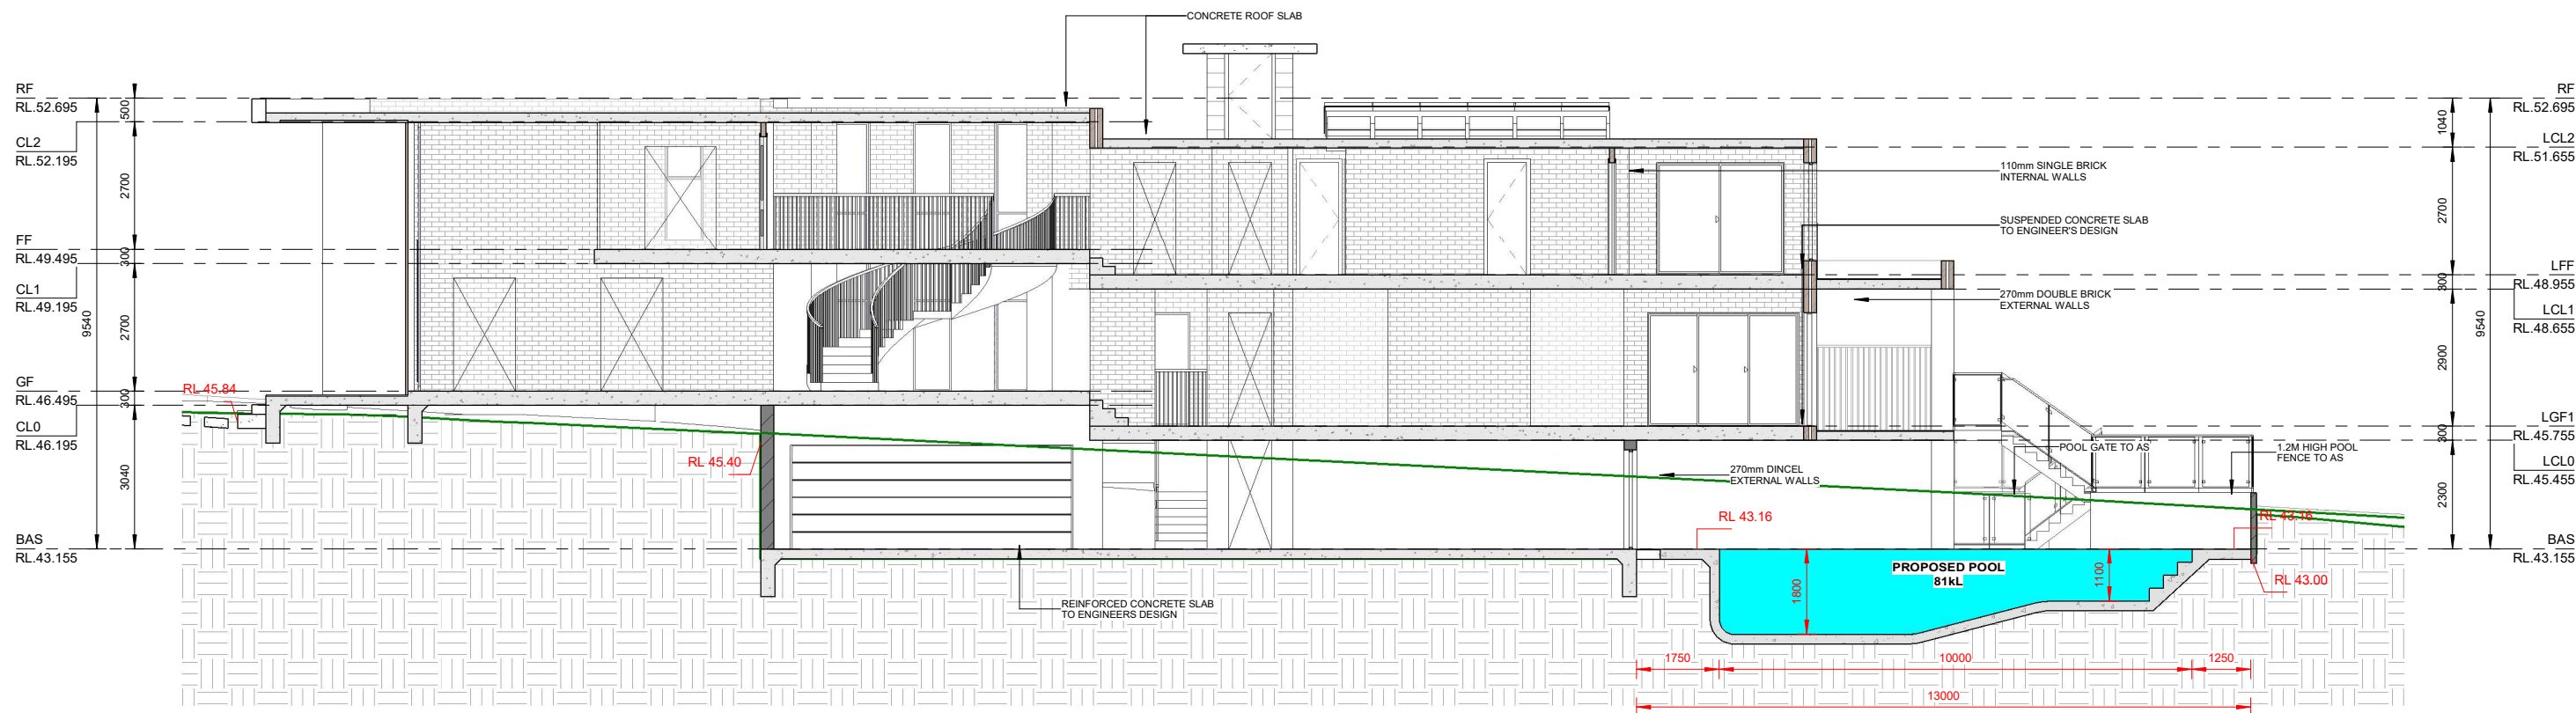 CONCRETE ROOF SLAB
RF
RL.52.695
CL2
RL.52.195
FF
RL.49.495
CL1
RL.49.195
GF
RL.46.495
CL0
RL.46.195
BAS
RL.43.155
9540
500
2700
300
2700
300
3040
RL 45.84
RL 45.40
110mm SINGLE BRICK
INTERNAL WALLS
SUSPENDED CONCRETE SLAB
TO ENGINEER'S DESIGN
270mm DOUBLE BRICK
EXTERNAL WALLS
POOL GATE TO AS
1.2M HIGH POOL
FENCE TO AS
270mm DINCEL
EXTERNAL WALLS
RL 43.16
RL 43.16
RL 43.00
PROPOSED POOL
81kL
1800
1100
REINFORCED CONCRETE SLAB
TO ENGINEERS DESIGN
1750
10000
1250
13000
1040
2700
300
2900
300
2300
9540
RF
RL.52.695
LCL2
RL.51.655
LFF
RL.48.955
LCL1
RL.48.655
LGF1
RL.45.755
LCL0
RL.45.455
BAS
RL.43.155